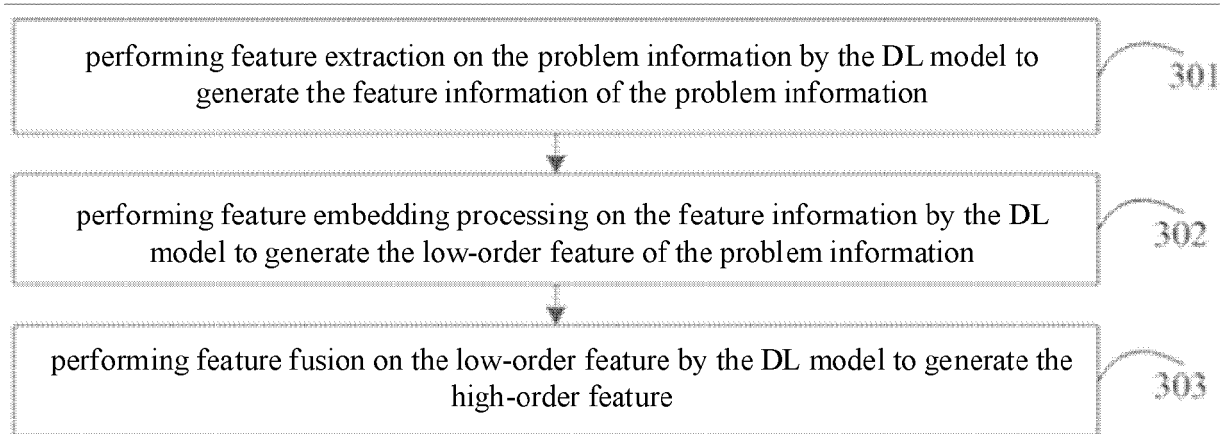 performing feature extraction on the problem information by the DL model to
generate the feature information of the problem information
301
performing feature embedding processing on the feature information by the DL
model to generate the low-order feature of the problem information
302
performing feature fusion on the low-order feature by the DL model to generate the
high-order feature
303